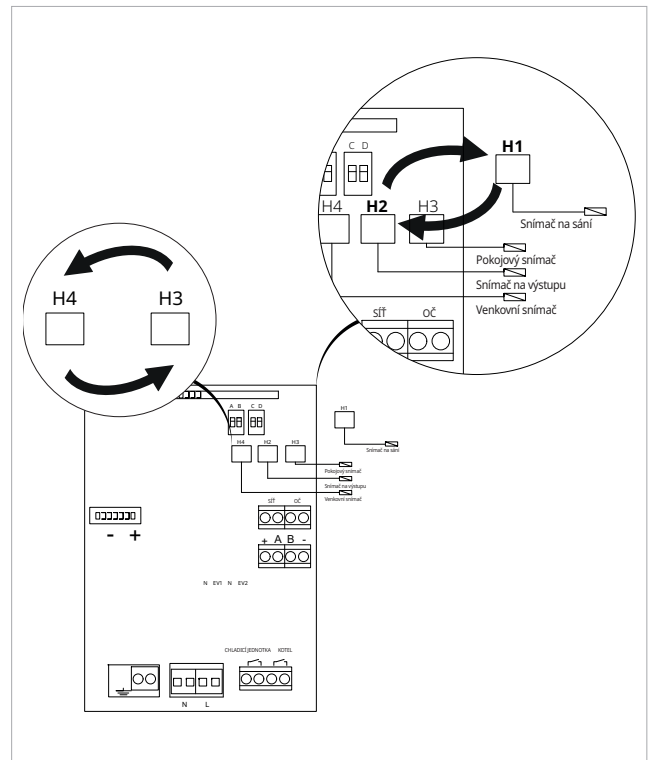 C D
H1
H4 H2 H3
Snímač na sání
Pokojový snímač
Snímač na výstupu
Venkovní snímač
SÍŤ OČ
H4 H3
A B C D
H1
H4 H2 H3
Snímač na sání
Pokojový snímač
Snímač na výstupu
Venkovní snímač
SÍŤ OČ
- +
+ A B -
N EV1 N EV2
CHLADICÍ JEDNOTKA KOTEL
N L